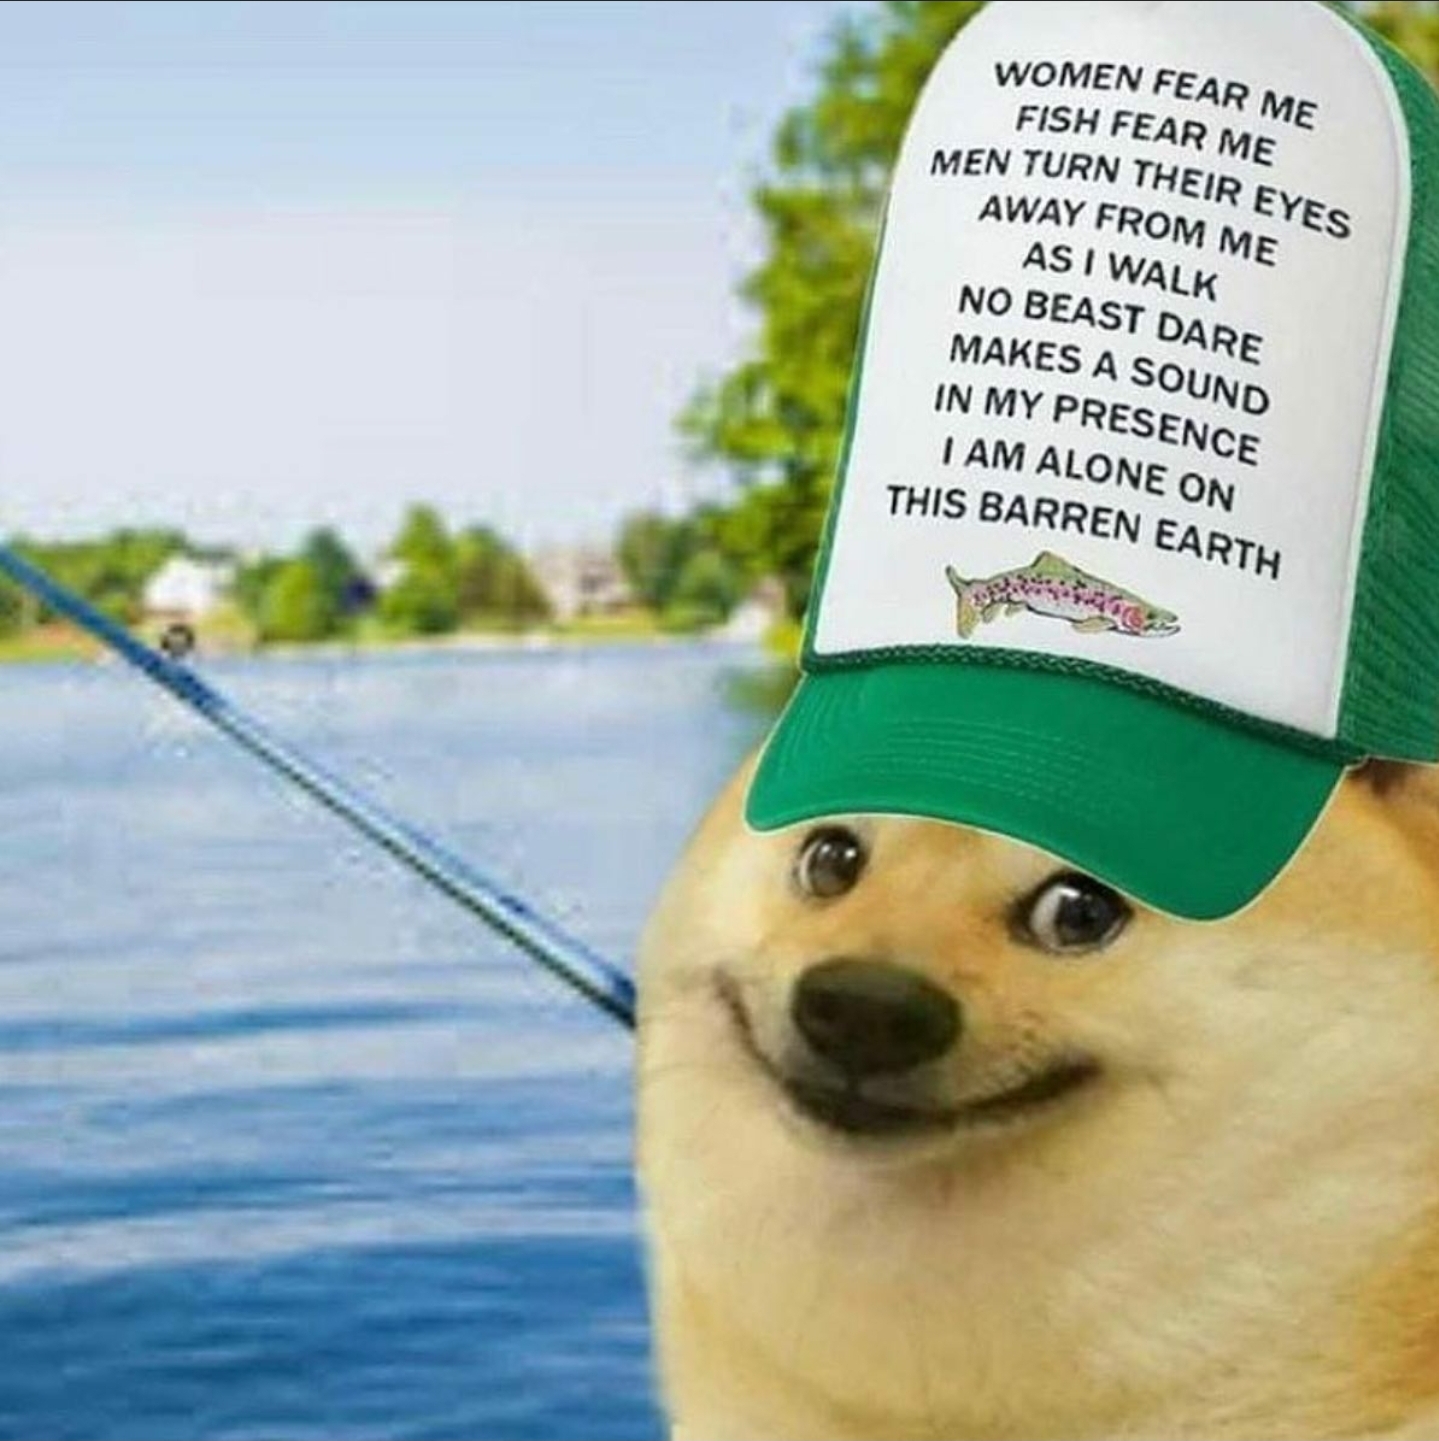 WOMEN FEAR ME
FISH FEAR ME
MEN TURN THEIR EYES
AWAY FROM ME
AS I WALK
NO BEAST DARE
MAKES A SOUND
IN MY PRESENCE
I AM ALONE ON
THIS BARREN EARTH